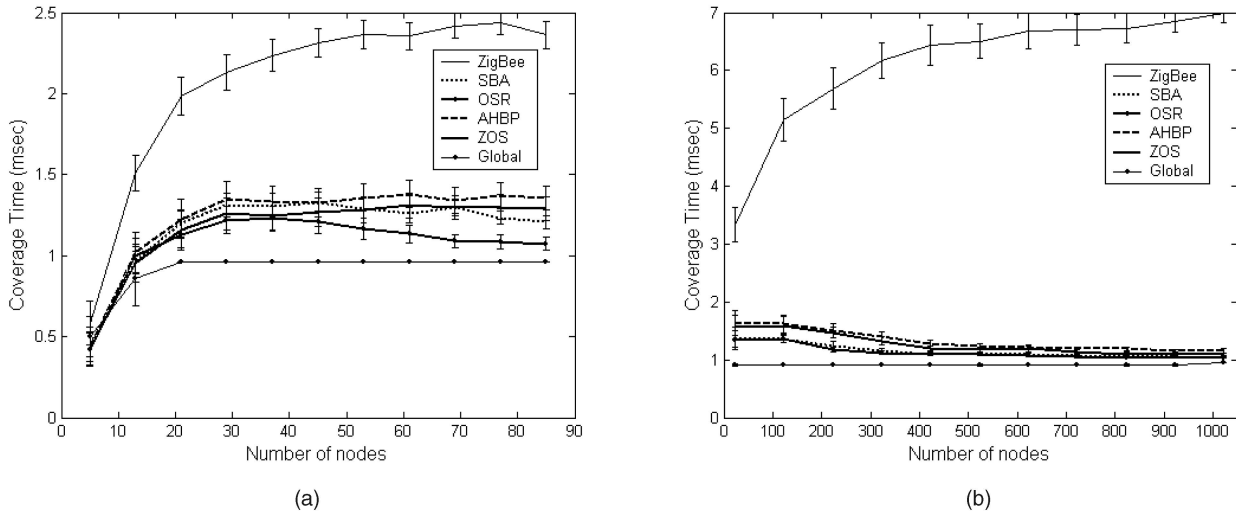 2.5
2
1.5
1
0.5
0
Coverage Time (msec)
0 10 20 30 40 50 60 70 80 90
Number of nodes
ZigBee
SBA
OSR
AHBP
ZOS
Global
(a)
7
6
5
4
3
2
1
0
Coverage Time (msec)
0 100 200 300 400 500 600 700 800 900 1000
Number of nodes
ZigBee
SBA
OSR
AHBP
ZOS
Global
(b)